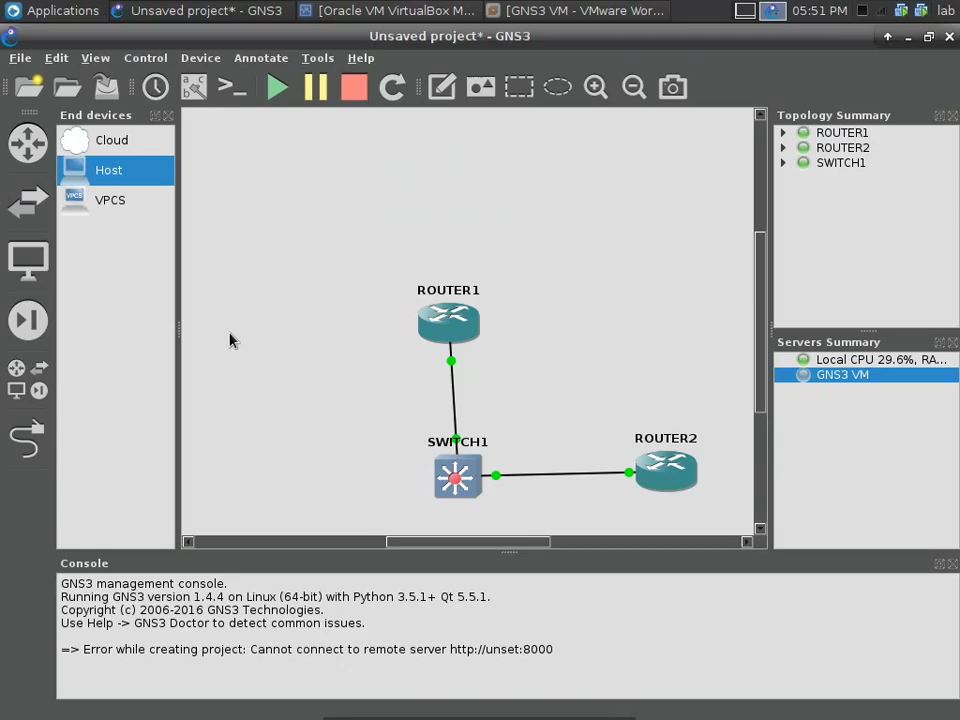 Applications
Unsaved project* - GNS3
[Oracle VM VirtualBox M...
[GNS3 VM - VMware Wor...
05:51 PM
lab
Unsaved project* - GNS3
File Edit View Control Device Annotate Tools Help
End devices
Cloud
Host
VPCS
VPCS
ROUTER1
SWITCH1
ROUTER2
Topology Summary
ROUTER1
ROUTER2
SWITCH1
Servers Summary
Local CPU 29.6%, RA...
GNS3 VM
Console
GNS3 management console.
Running GNS3 version 1.4.4 on Linux (64-bit) with Python 3.5.1+ Qt 5.5.1.
Copyright (c) 2006-2016 GNS3 Technologies.
Use Help -> GNS3 Doctor to detect common issues.
=> Error while creating project: Cannot connect to remote server http://unset:8000